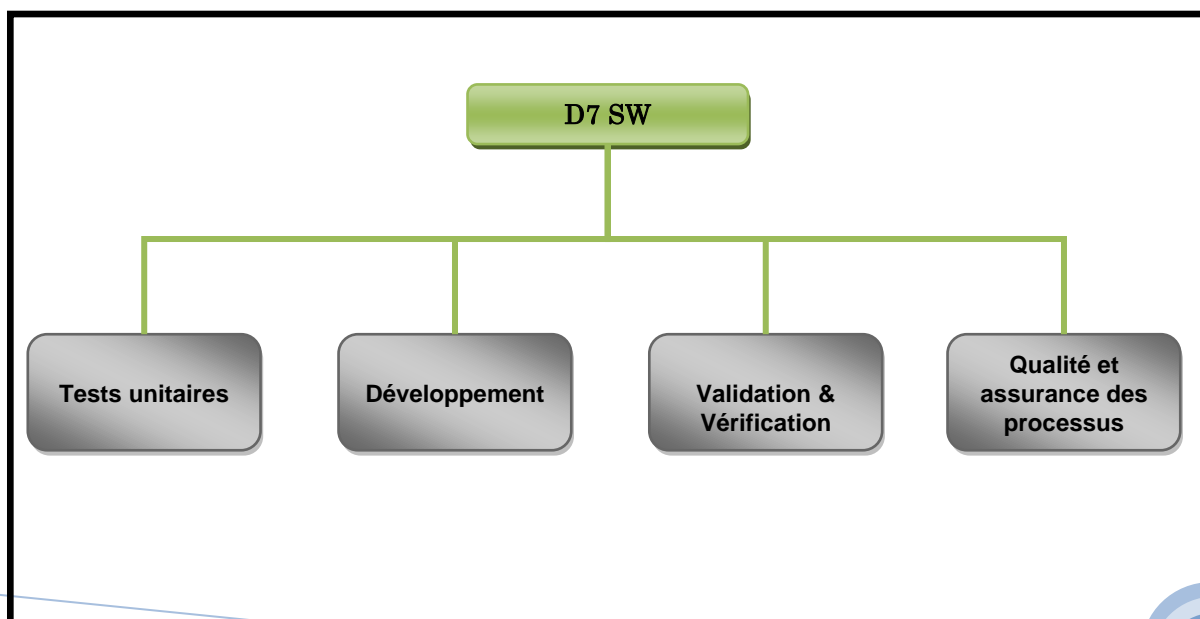 D7 SW
Tests unitaires
Développement
Validation &
Vérification
Qualité et
assurance des
processus